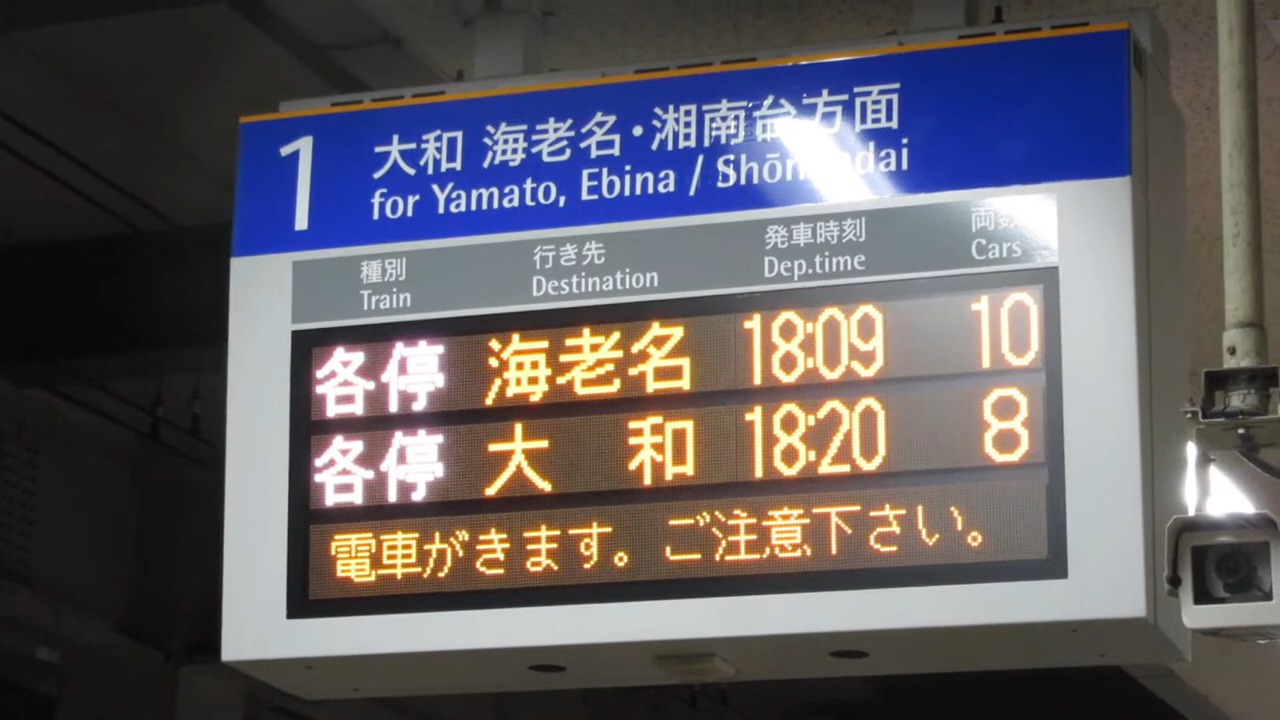 1
大和 海老名・湘南台方面
for Yamato, Ebina /
種別 行き先 発車時刻
Train Destination Dep.time Cars
各停 海老名 18:09 10
各停 大和 18:20 8
電車がきます。ご注意下さい。